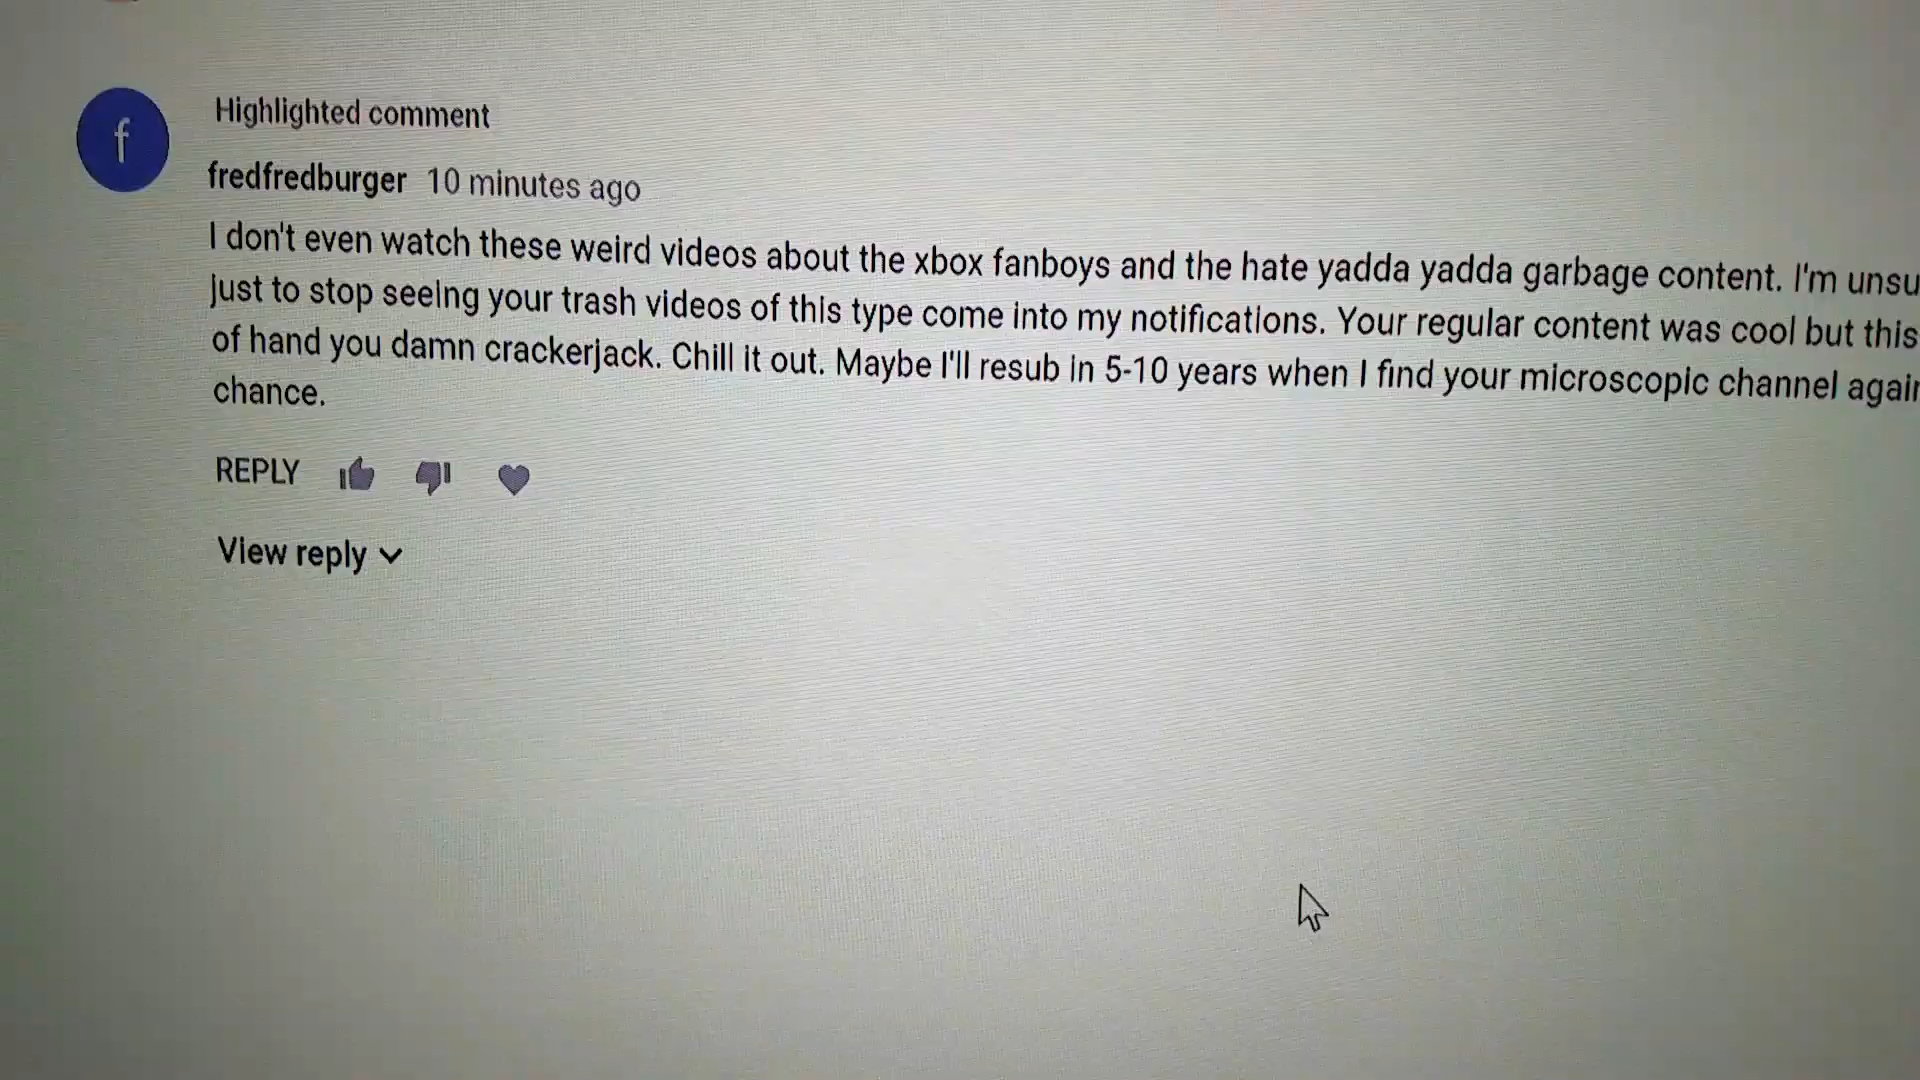 f
Highlighted comment
fredfredburger 10 minutes ago
I don't even watch these weird videos about the xbox fanboys and the hate yadda yadda garbage content. I'm unsu
just to stop seeing your trash videos of this type come into my notifications. Your regular content was cool but this
of hand you damn crackerjack. Chill it out. Maybe I'll resub in 5-10 years when I find your microscopic channel again
chance.
REPLY
View reply